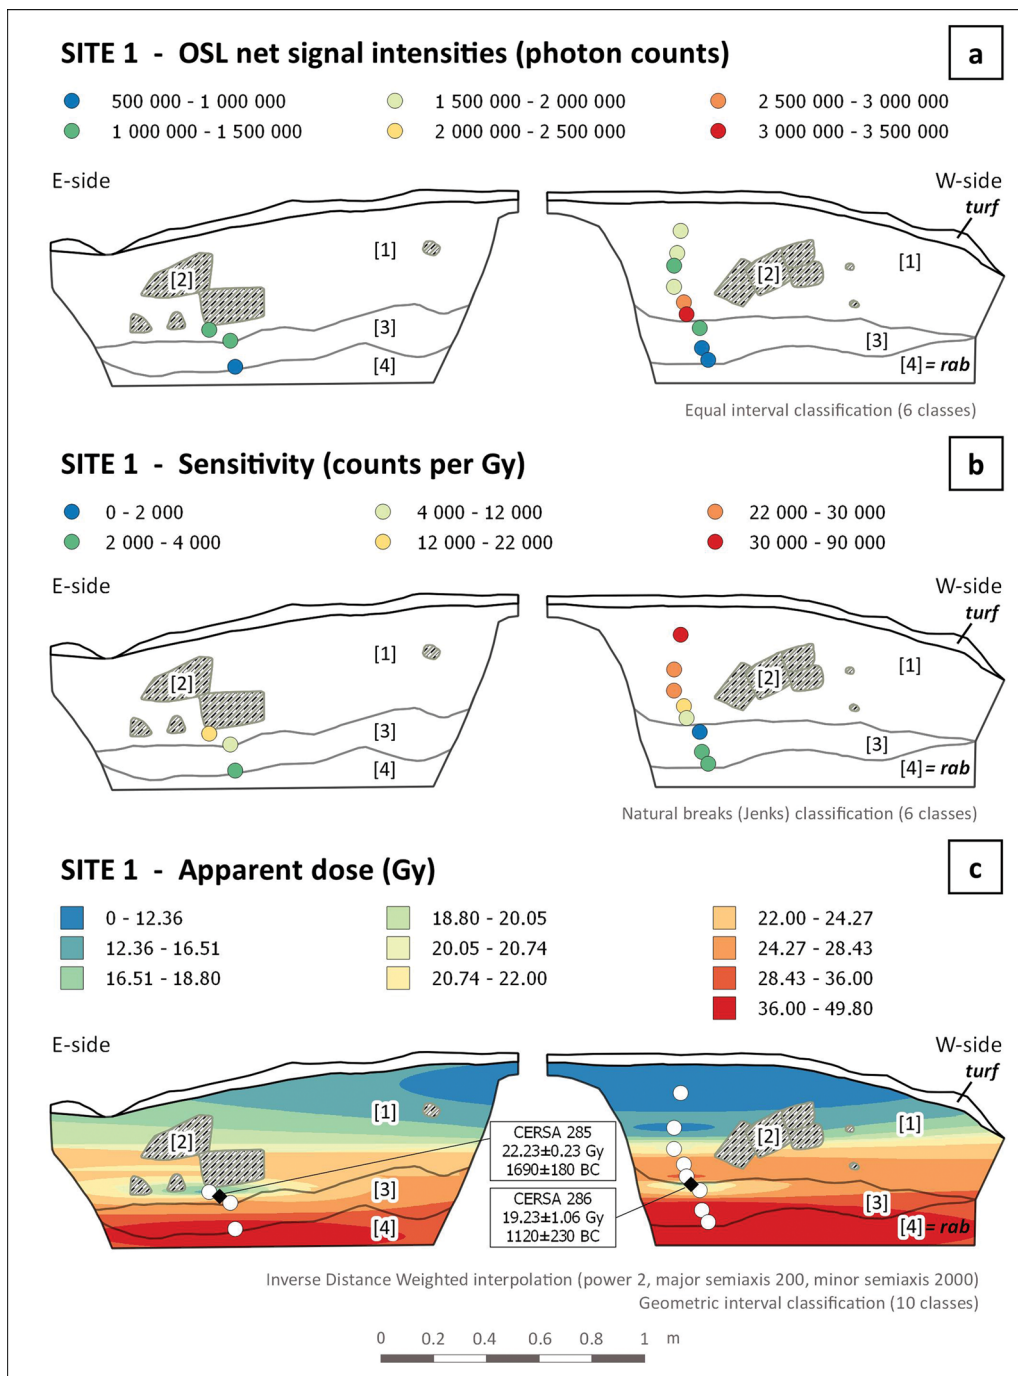 SITE 1 - OSL net signal intensities (photon counts)
a
500 000 - 1 000 000
1 500 000 - 2 000 000
2 500 000 - 3 000 000
1 000 000 - 1 500 000
2 000 000 - 2 500 000
3 000 000 - 3 500 000
E-side
W-side
turf
[1]
[2]
[3]
[4]
[1]
[2]
[3]
[4] = rab
Equal interval classification (6 classes)
SITE 1 - Sensitivity (counts per Gy)
b
0 - 2 000
4 000 - 12 000
22 000 - 30 000
2 000 - 4 000
12 000 - 22 000
30 000 - 90 000
E-side
W-side
turf
[1]
[2]
[3]
[4]
[1]
[2]
[3]
[4] = rab
Natural breaks (Jenks) classification (6 classes)
SITE 1 - Apparent dose (Gy)
c
0 - 12.36
18.80 - 20.05
22.00 - 24.27
12.36 - 16.51
20.05 - 20.74
24.27 - 28.43
16.51 - 18.80
20.74 - 22.00
28.43 - 36.00
36.00 - 49.80
E-side
W-side
turf
[1]
[2]
[3]
[4]
CERSA 285
22.23±0.23 Gy
1690±180 BC
CERSA 286
19.23±1.06 Gy
1120±230 BC
[1]
[2]
[3]
[4] = rab
Inverse Distance Weighted interpolation (power 2, major semiaxis 200, minor semiaxis 2000)
Geometric interval classification (10 classes)
0 0.2 0.4 0.6 0.8 1 m